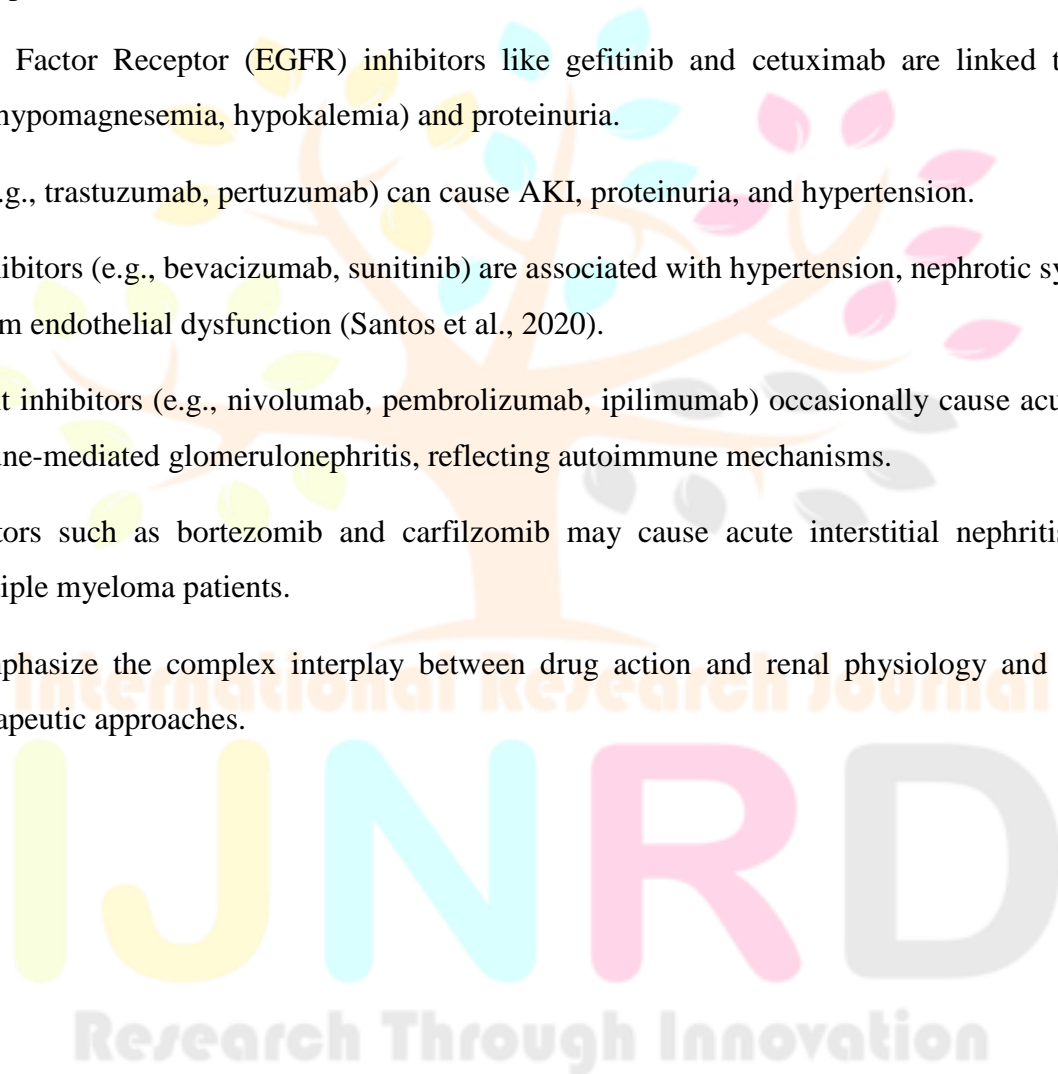 Factor Receptor (EGFR) inhibitors like gefitinib and cetuximab are linked t
hypomagnesemia, hypokalemia) and proteinuria.
.g., trastuzumab, pertuzumab) can cause AKI, proteinuria, and hypertension.
ibitors (e.g., bevacizumab, sunitinib) are associated with hypertension, nephrotic sy
m endothelial dysfunction (Santos et al., 2020).
t inhibitors (e.g., nivolumab, pembrolizumab, ipilimumab) occasionally cause acu
une-mediated glomerulonephritis, reflecting autoimmune mechanisms.
tors such as bortezomib and carfilzomib may cause acute interstitial nephritis
tiple myeloma patients.
nphasize the complex interplay between drug action and renal physiology and
apeutic approaches.
International Research Journal
IJNRD
Research Through Innovation